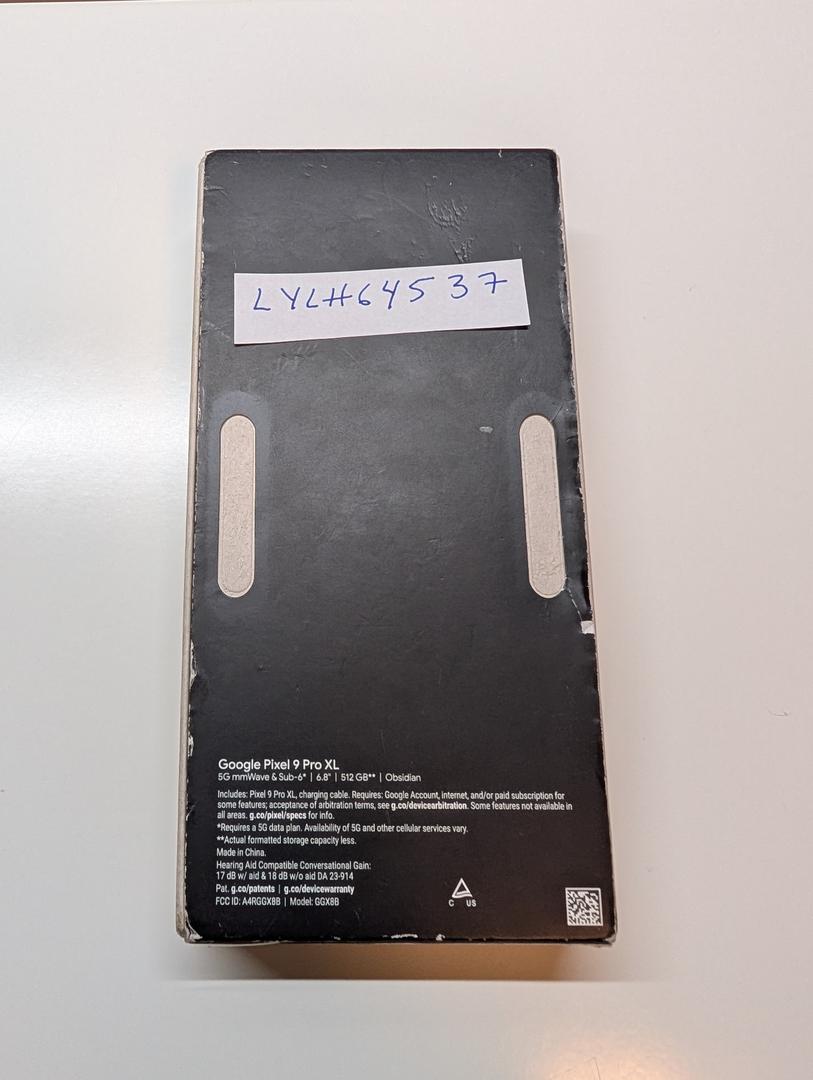 LYLH64537
Google Pixel 9 Pro XL
5G mmWave & Sub-6* | 6.8" | 512 GB** | Obsidian
Includes: Pixel 9 Pro XL, charging cable. Requires: Google Account, internet, and/or paid subscription for
some features; acceptance of arbitration terms, see g.co/devicearbitration. Some features not available in
all areas. g.co/pixel/specs for info.
*Requires a 5G data plan. Availability of 5G and other cellular services vary.
**Actual formatted storage capacity less.
Made in China.
Hearing Aid Compatible Conversational Gain:
17 dB w/ aid & 18 dB w/o aid DA 23-914
Pat. g.co/patents | g.co/devicewarranty
FCC ID: A4RGGX8B | Model: GGX8B
C US